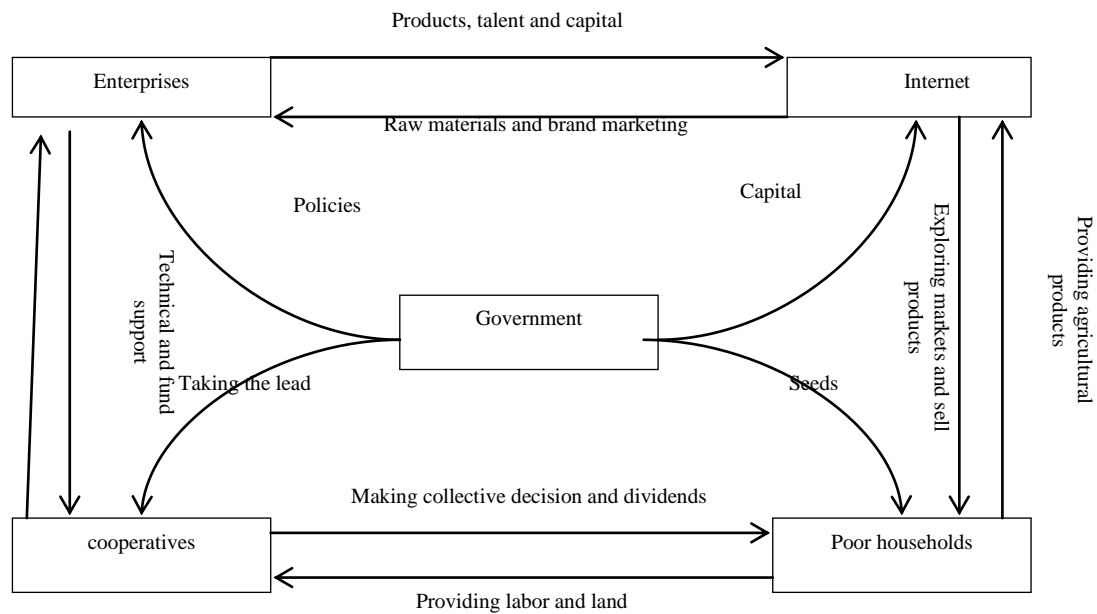 Products, talent and capital
Enterprises
Internet
Raw materials and brand marketing
Policies
Capital
Technical and fund
support
Exploring markets and sell
products
Providing agricultural
products
Government
Taking the lead
Seeds
Making collective decision and dividends
cooperatives
Poor households
Providing labor and land